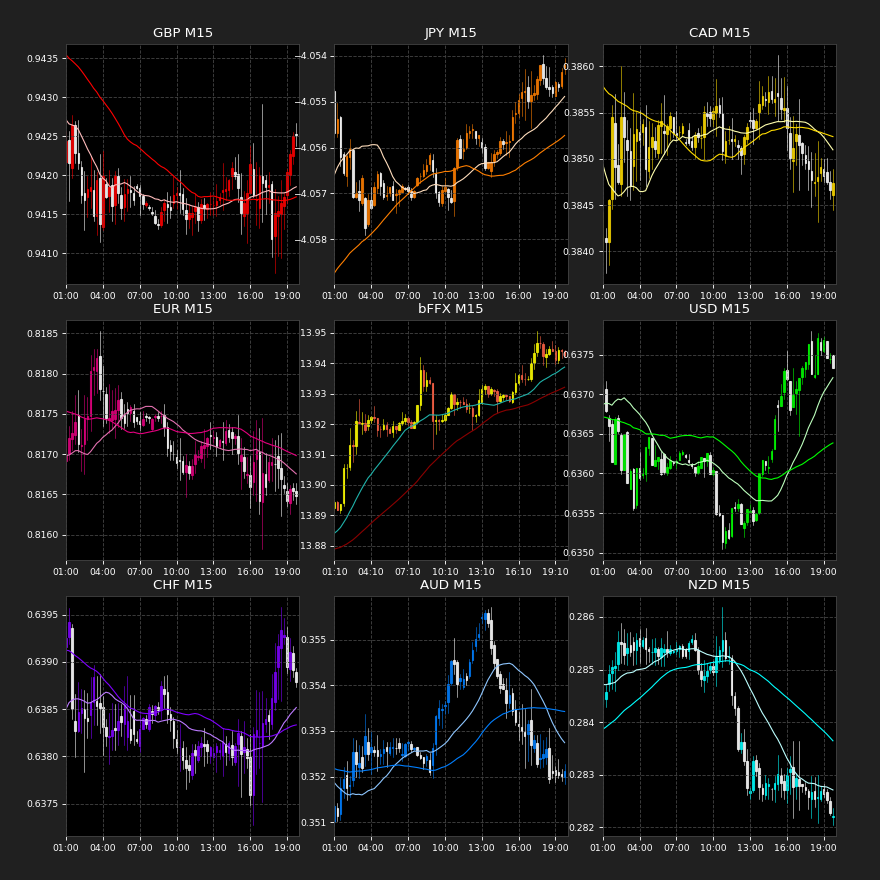 GBP M15
0.9435
0.9430
0.9425
0.9420
0.9415
0.9410
01:00 04:00 07:00 10:00 13:00 16:00 19:00
JPY M15
−4.054
−4.055
−4.056
−4.057
−4.058
01:00 04:00 07:00 10:00 13:00 16:00 19:00
CAD M15
0.3860
0.3855
0.3850
0.3845
0.3840
01:00 04:00 07:00 10:00 13:00 16:00 19:00
EUR M15
0.8185
0.8180
0.8175
0.8170
0.8165
0.8160
01:00 04:00 07:00 10:00 13:00 16:00 19:00
bFFX M15
13.95
13.94
13.93
13.92
13.91
13.90
13.89
13.88
01:10 04:10 07:10 10:10 13:10 16:10 19:10
USD M15
0.6375
0.6370
0.6365
0.6360
0.6355
0.6350
01:00 04:00 07:00 10:00 13:00 16:00 19:00
CHF M15
0.6395
0.6390
0.6385
0.6380
0.6375
01:00 04:00 07:00 10:00 13:00 16:00 19:00
AUD M15
0.355
0.354
0.353
0.352
0.351
01:00 04:00 07:00 10:00 13:00 16:00 19:00
NZD M15
0.286
0.285
0.284
0.283
0.282
01:00 04:00 07:00 10:00 13:00 16:00 19:00